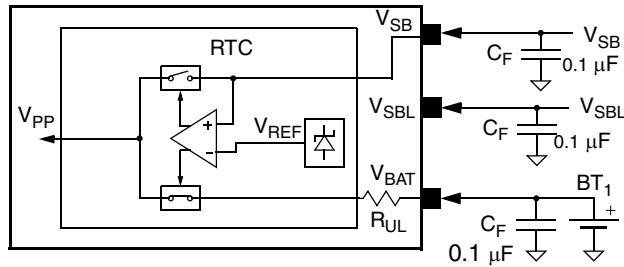 V_SB
RTC
V_SB
C_F
0.1 µF
V_PP
V_REF
+
-
V_SBL
V_SBL
C_F
0.1 µF
V_BAT
R_UL
BT_1
+
C_F
0.1 µF